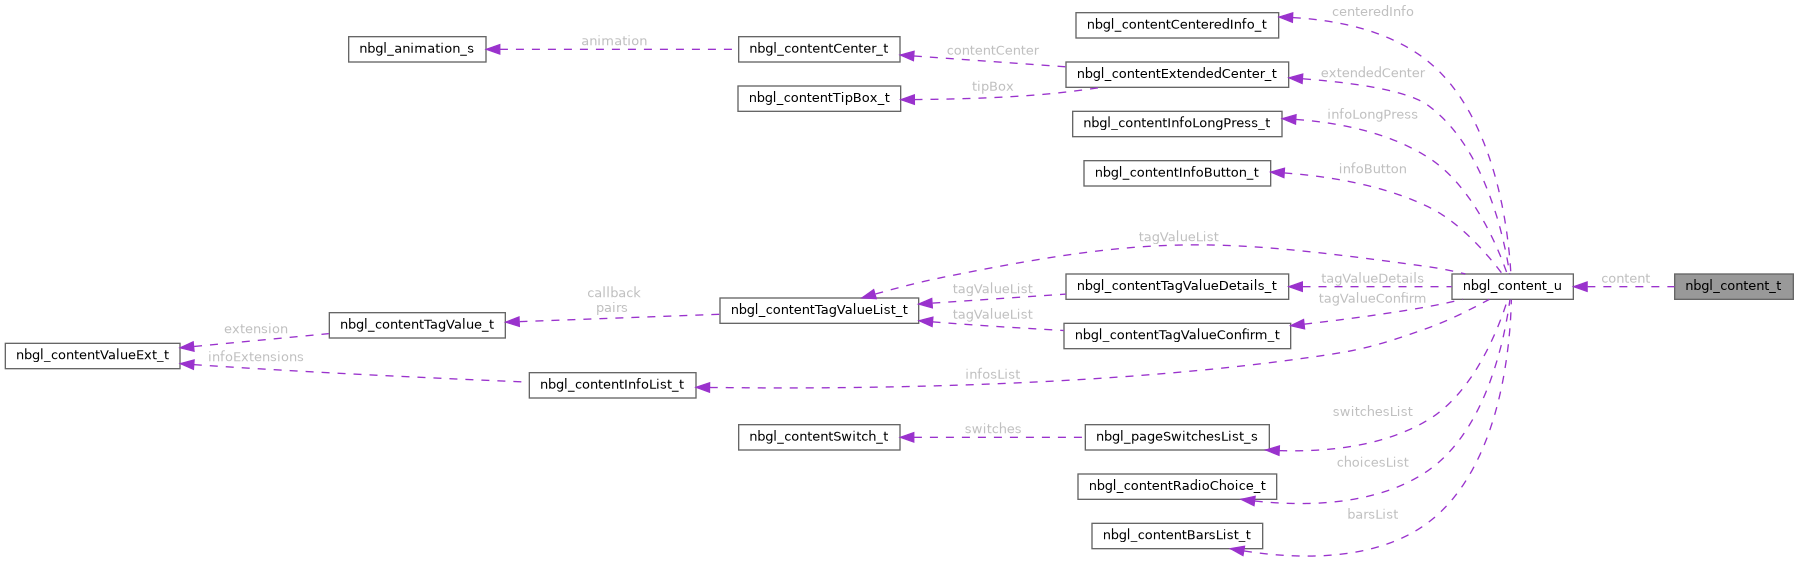 centeredInfo
nbgl_contentCenteredInfo_t
nbgl_animation_s
animation
nbgl_contentCenter_t
contentCenter
nbgl_contentExtendedCenter_t
extendedCenter
tipBox
nbgl_contentTipBox_t
infoLongPress
nbgl_contentInfoLongPress_t
infoButton
nbgl_contentInfoButton_t
tagValueList
nbgl_contentTagValueDetails_t
tagValueDetails
nbgl_content_u
content
nbgl_content_t
tagValueList
callback
pairs
tagValueConfirm
nbgl_contentTagValueList_t
tagValueList
nbgl_contentTagValue_t
extension
nbgl_contentTagValueConfirm_t
nbgl_contentValueExt_t
infoExtensions
infosList
nbgl_contentInfoList_t
switchesList
nbgl_contentSwitch_t
switches
nbgl_pageSwitchesList_s
choicesList
nbgl_contentRadioChoice_t
barsList
nbgl_contentBarsList_t